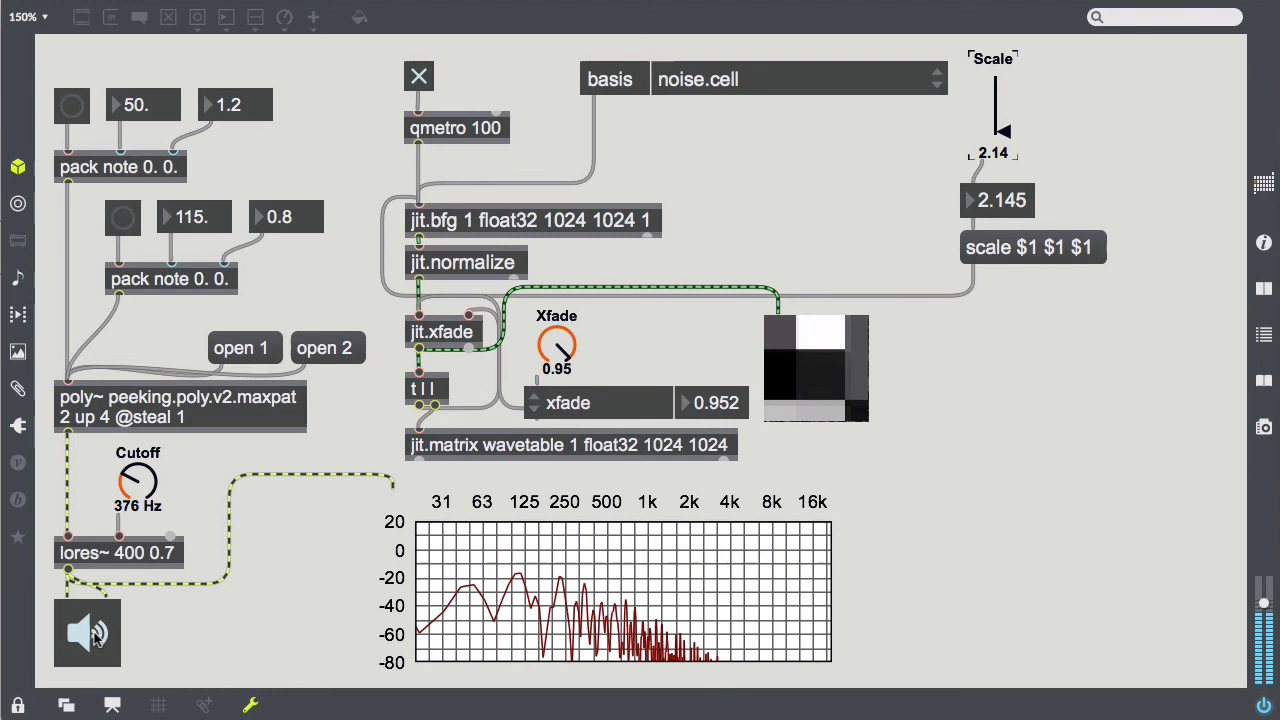 150%
basis
noise.cell
Scale
50.
1.2
qmetro 100
2.14
pack note 0. 0.
2.145
115.
0.8
jit.bfg 1 float32 1024 1024 1
scale $1 $1 $1
jit.normalize
pack note 0. 0.
Xfade
jit.xfade
open 1
open 2
0.95
t l l
xfade
0.952
poly~ peeking.poly.v2.maxpat
2 up 4 @steal 1
jit.matrix wavetable 1 float32 1024 1024
Cutoff
376 Hz
31 63 125 250 500 1k 2k 4k 8k 16k
20
0
-20
-40
-60
-80
lores~ 400 0.7